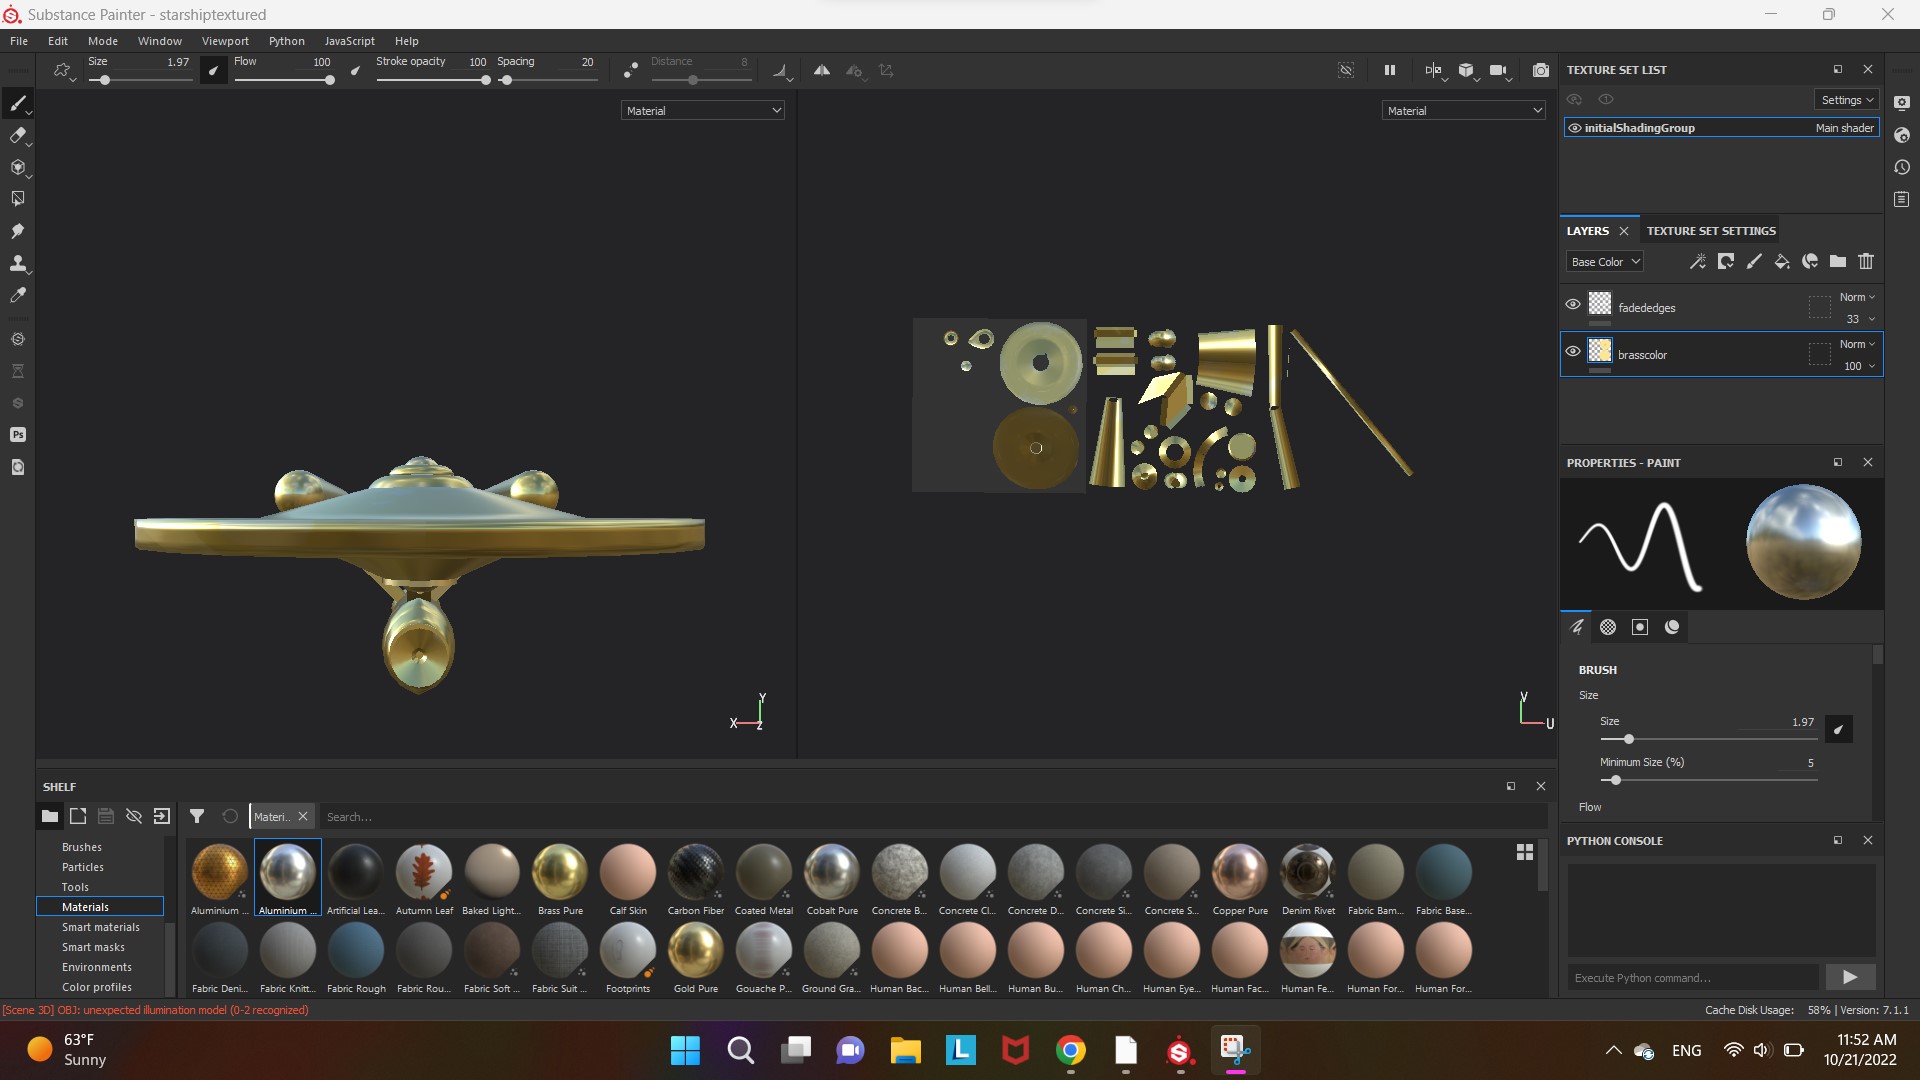 Substance Painter - starshiptextured
File Edit Mode Window Viewport Python JavaScript Help
Size 1.97 Flow 100 Stroke opacity 100 Spacing 20 Distance 8
Material
Material
Y
X
Z
V
U
TEXTURE SET LIST
Settings
initialShadingGroup Main shader
LAYERS TEXTURE SET SETTINGS
Base Color
fadededges Norm
33
brasscolor Norm
100
PROPERTIES - PAINT
BRUSH
Size
Size 1.97
Minimum Size (%) 5
Flow
PYTHON CONSOLE
Execute Python command...
SHELF
Materi.. Search...
Brushes
Particles
Tools
Materials
Smart materials
Smart masks
Environments
Color profiles
Aluminium ... Aluminium ... Artificial Lea... Autumn Leaf Baked Light... Brass Pure Calf Skin Carbon Fiber Coated Metal Cobalt Pure Concrete B... Concrete Cl... Concrete D... Concrete Si... Concrete S... Copper Pure Denim Rivet Fabric Bam... Fabric Base...
Fabric Deni... Fabric Knitt... Fabric Rough Fabric Rou... Fabric Soft ... Fabric Suit ... Footprints Gold Pure Gouache P... Ground Gra... Human Bac... Human Bell... Human Bu... Human Ch... Human Eye... Human Fac... Human Fe... Human For... Human For...
[Scene 3D] OBJ: unexpected illumination model (0-2 recognized)
Cache Disk Usage: 58% | Version: 7.1.1
Ps
63°F
Sunny
L
ENG
11:52 AM
10/21/2022